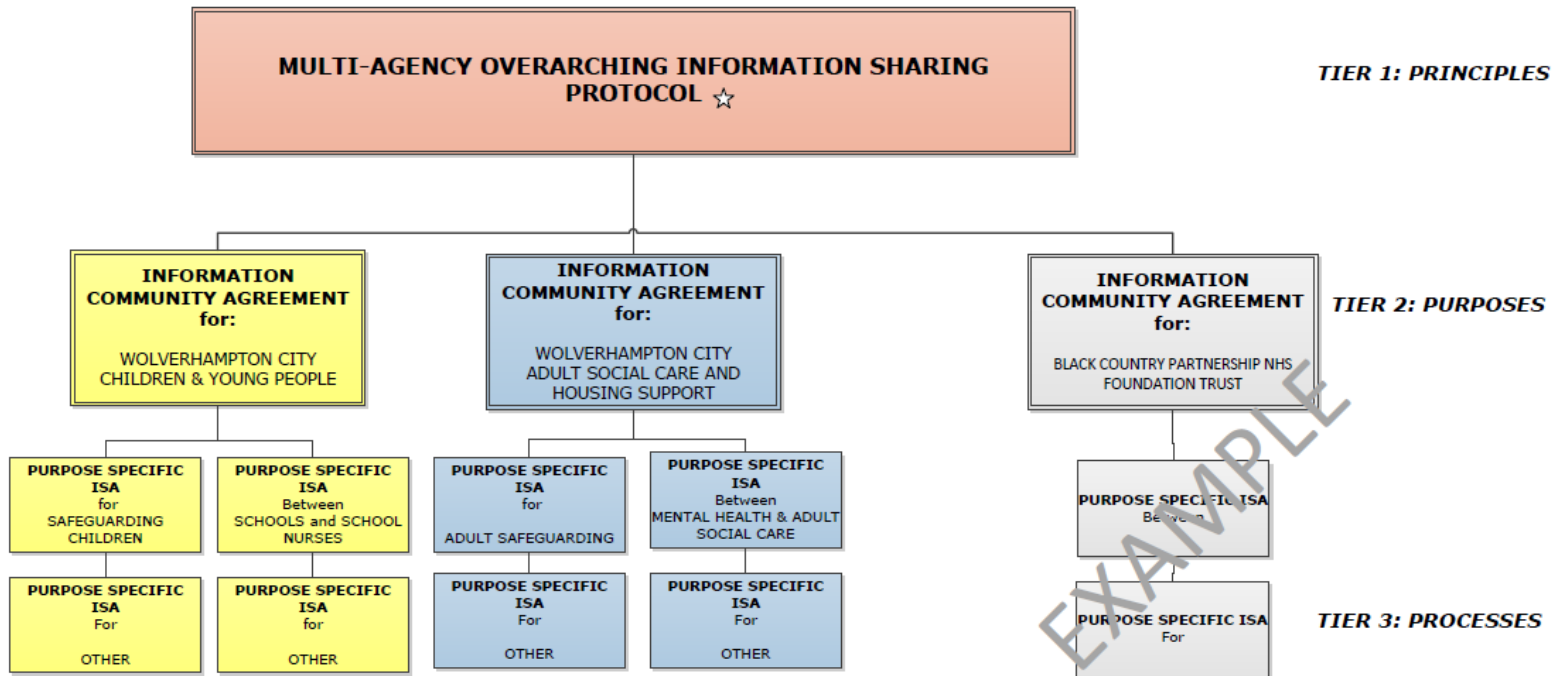 MULTI-AGENCY OVERARCHING INFORMATION SHARING
PROTOCOL ☆
TIER 1: PRINCIPLES
INFORMATION
COMMUNITY AGREEMENT
for:
WOLVERHAMPTON CITY
CHILDREN & YOUNG PEOPLE
INFORMATION
COMMUNITY AGREEMENT
for:
WOLVERHAMPTON CITY
ADULT SOCIAL CARE AND
HOUSING SUPPORT
INFORMATION
COMMUNITY AGREEMENT
for:
BLACK COUNTRY PARTNERSHIP NHS
FOUNDATION TRUST
TIER 2: PURPOSES
PURPOSE SPECIFIC
ISA
for
SAFEGUARDING
CHILDREN
PURPOSE SPECIFIC
ISA
Between
SCHOOLS and SCHOOL
NURSES
PURPOSE SPECIFIC
ISA
for
ADULT SAFEGUARDING
PURPOSE SPECIFIC
ISA
Between
MENTAL HEALTH & ADULT
SOCIAL CARE
PURPOSE SPECIFIC ISA
Between
PURPOSE SPECIFIC
ISA
For
OTHER
PURPOSE SPECIFIC
ISA
for
OTHER
PURPOSE SPECIFIC
ISA
For
OTHER
PURPOSE SPECIFIC
ISA
For
OTHER
PURPOSE SPECIFIC ISA
For
TIER 3: PROCESSES
EXAMPLE